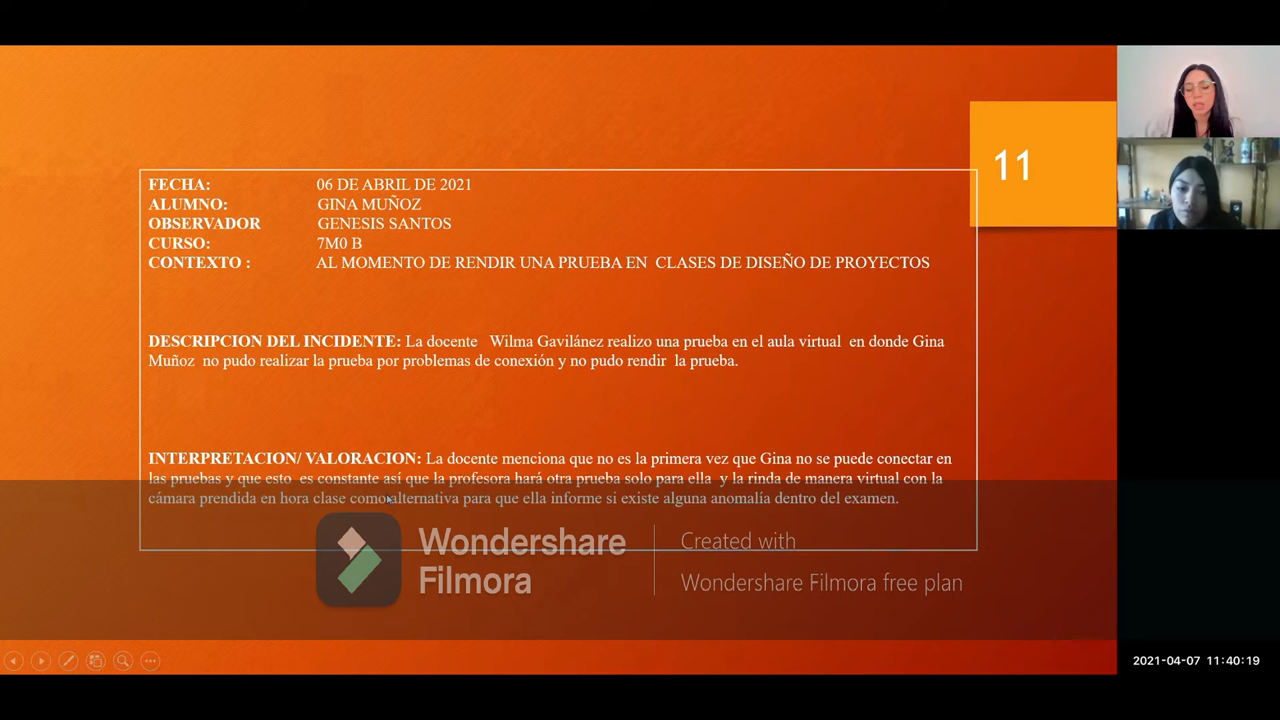 11
FECHA: 06 DE ABRIL DE 2021
ALUMNO: GINA MUÑOZ
OBSERVADOR GENESIS SANTOS
CURSO: 7M0 B
CONTEXTO : AL MOMENTO DE RENDIR UNA PRUEBA EN CLASES DE DISEÑO DE PROYECTOS
DESCRIPCION DEL INCIDENTE: La docente Wilma Gavilánez realizo una prueba en el aula virtual en donde Gina
Muñoz no pudo realizar la prueba por problemas de conexión y no pudo rendir la prueba.
INTERPRETACION/ VALORACION: La docente menciona que no es la primera vez que Gina no se puede conectar en
las pruebas y que esto es constante así que la profesora hará otra prueba solo para ella y la rinda de manera virtual con la
cámara prendida en hora clase como alternativa para que ella informe si existe alguna anomalía dentro del examen.
Wondershare
Filmora
Created with
Wondershare Filmora free plan
2021-04-07 11:40:19